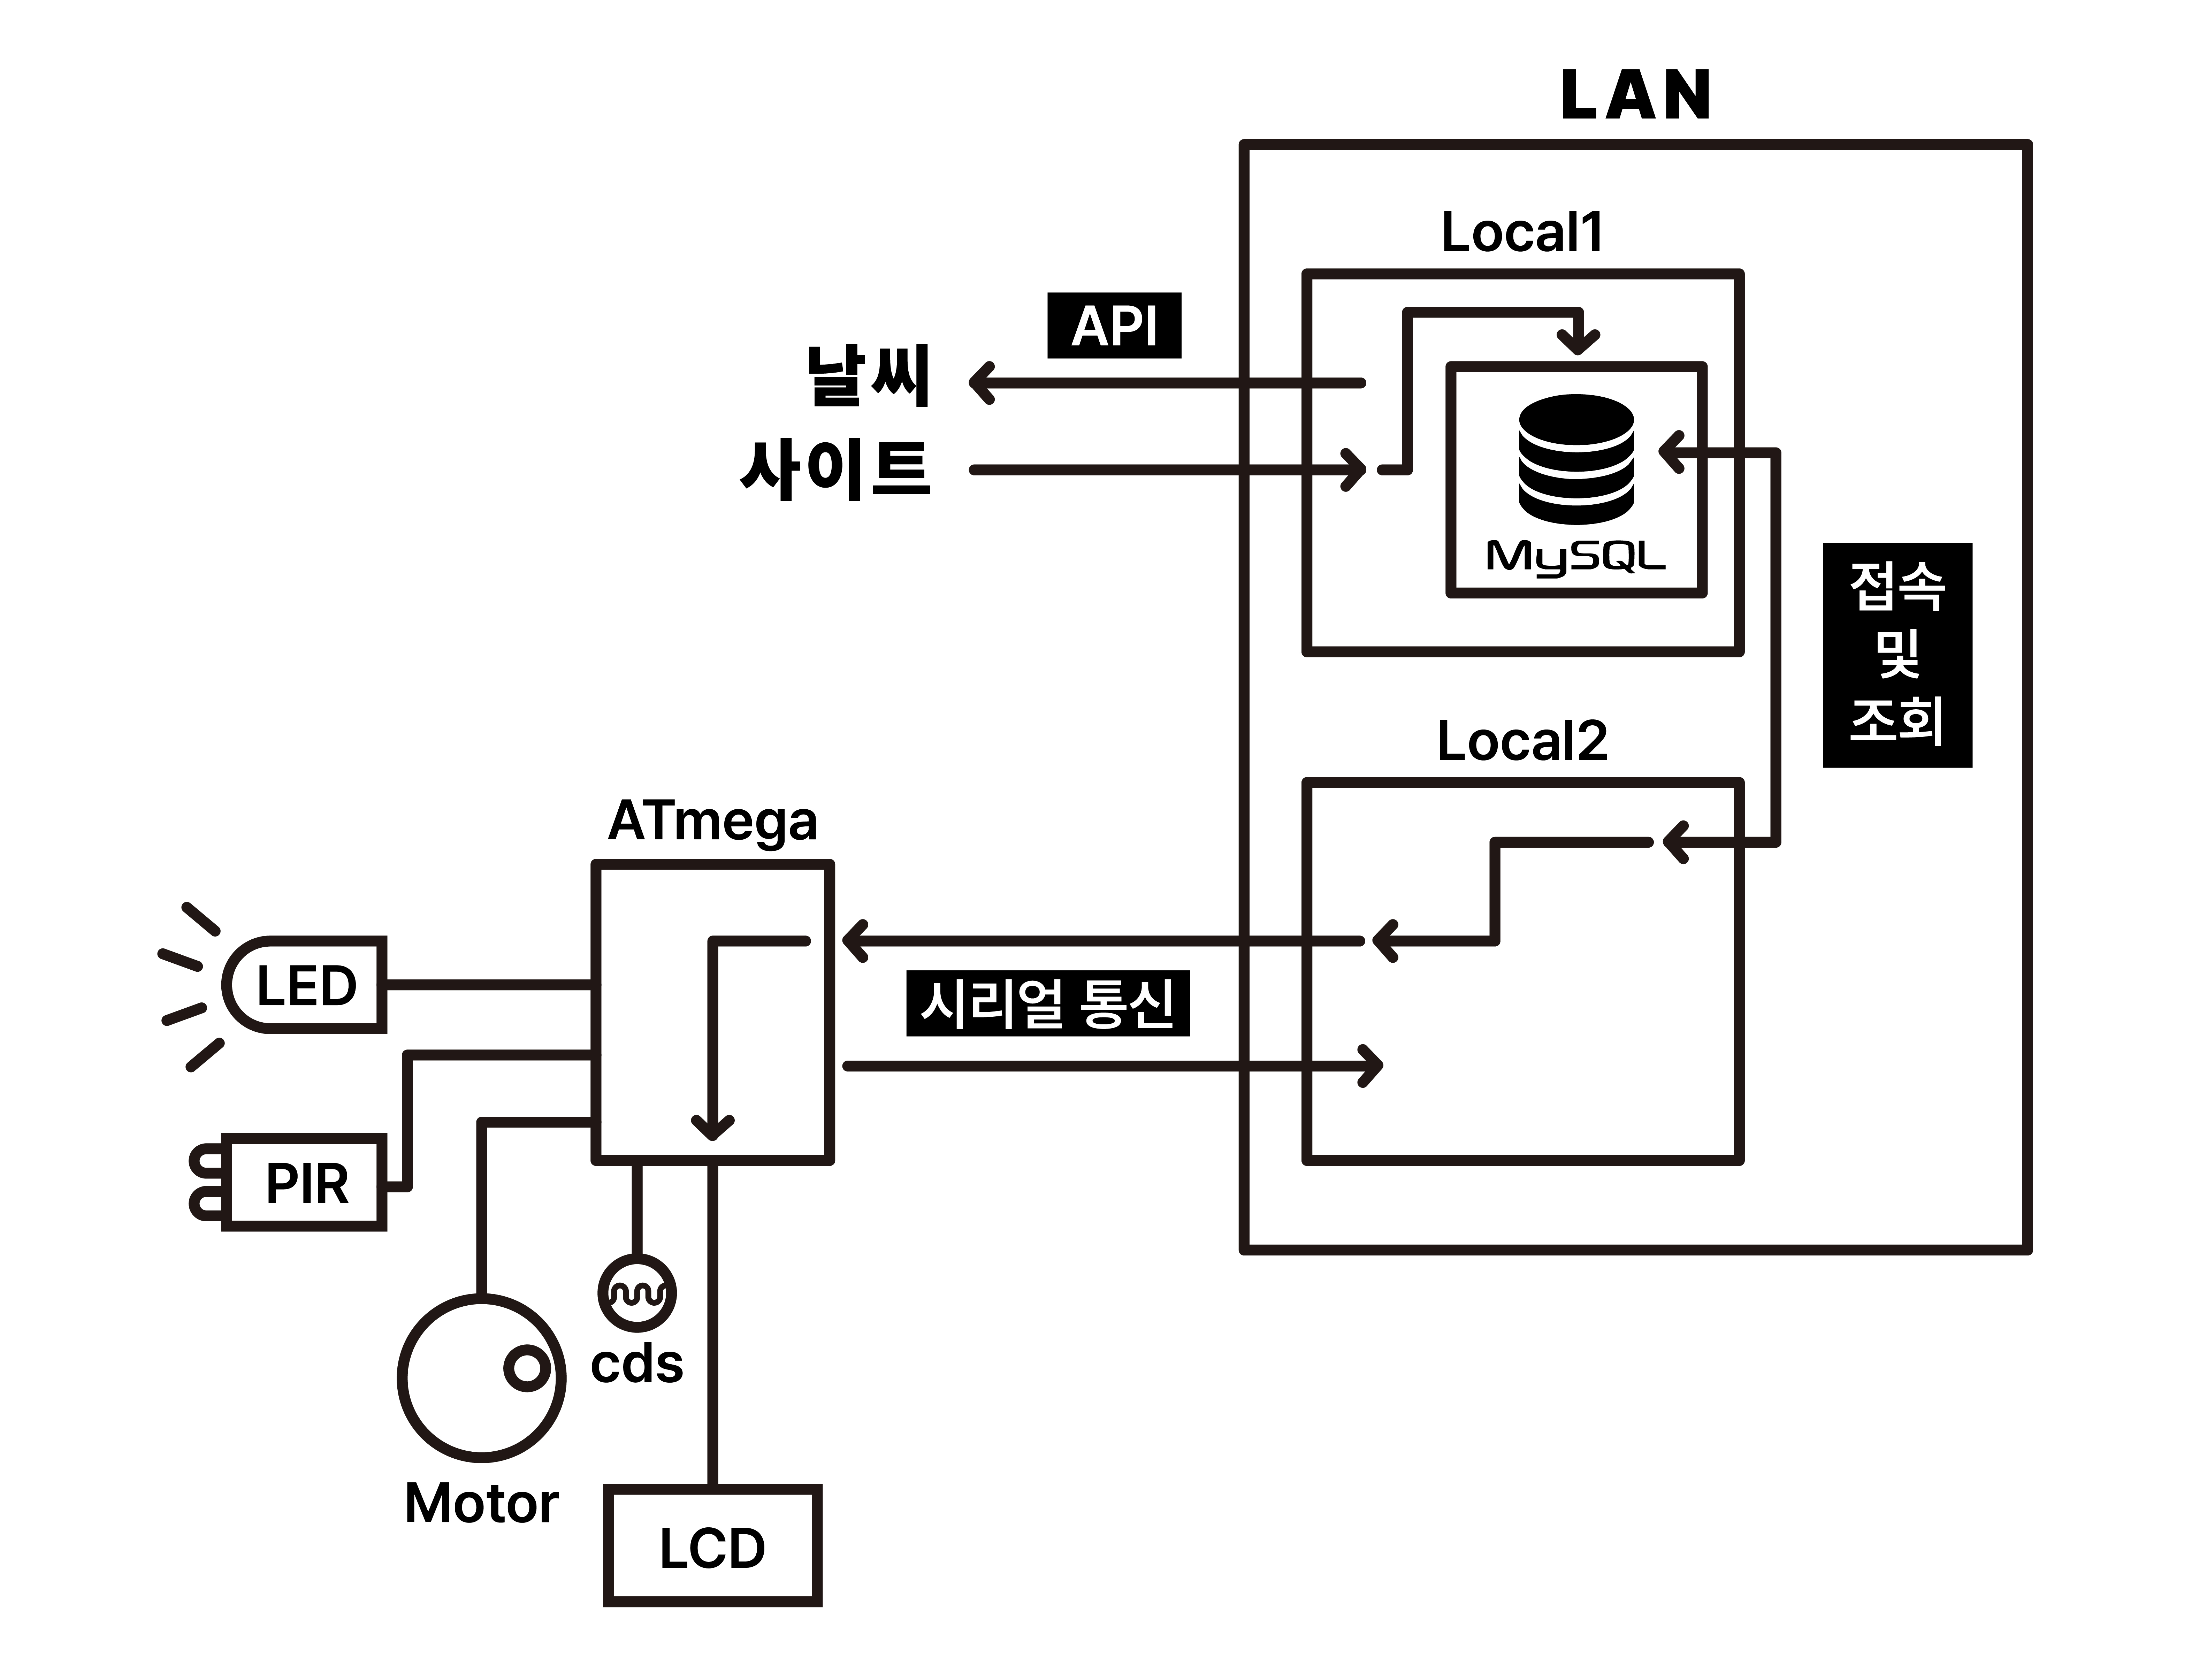 LAN
Local1
API
날씨
사이트
MySQL
접속
및
조회
Local2
ATmega
LED
시리얼 통신
PIR
cds
Motor
LCD